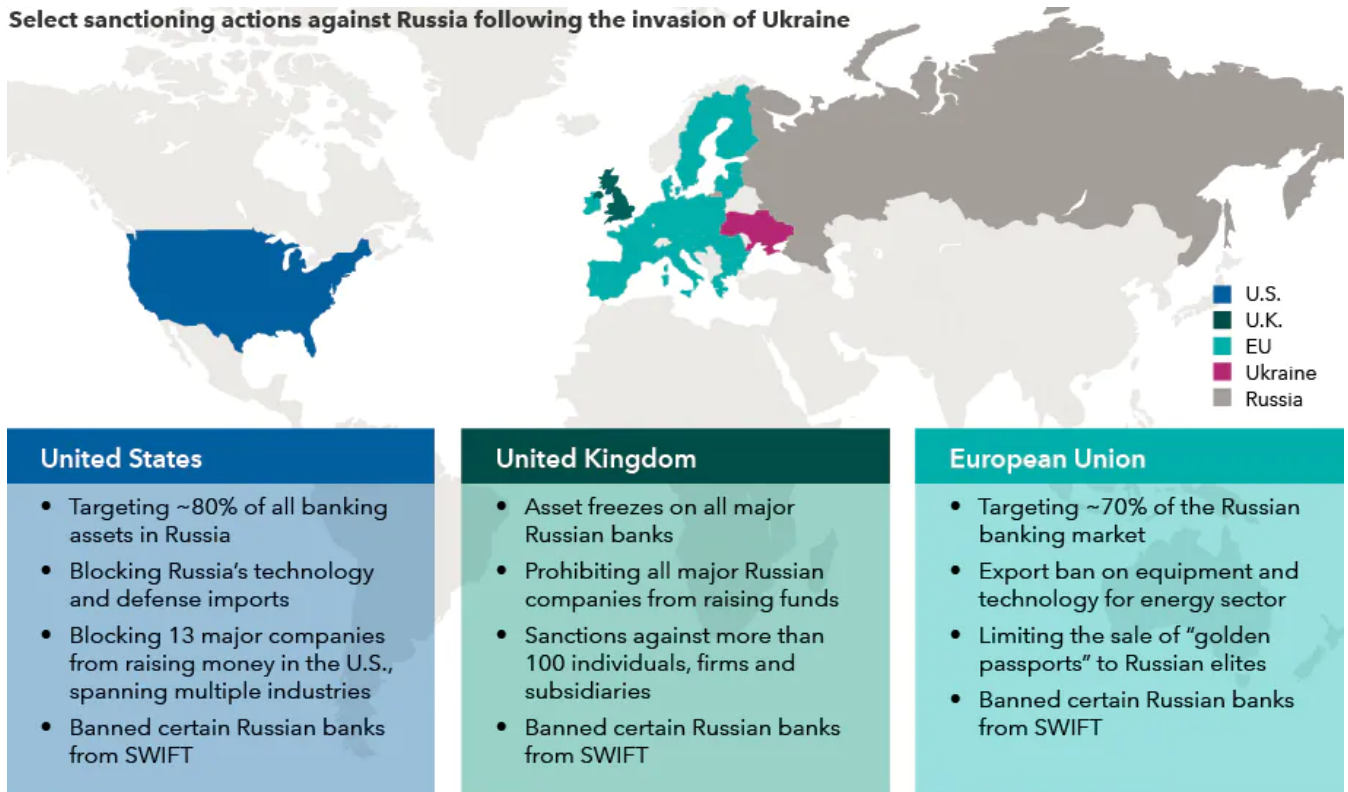 Select sanctioning actions against Russia following the invasion of Ukraine
U.S.
U.K.
EU
Ukraine
Russia
United States
• Targeting ~80% of all banking
assets in Russia
• Blocking Russia’s technology
and defense imports
• Blocking 13 major companies
from raising money in the U.S.,
spanning multiple industries
• Banned certain Russian banks
from SWIFT
United Kingdom
• Asset freezes on all major
Russian banks
• Prohibiting all major Russian
companies from raising funds
• Sanctions against more than
100 individuals, firms and
subsidiaries
• Banned certain Russian banks
from SWIFT
European Union
• Targeting ~70% of the Russian
banking market
• Export ban on equipment and
technology for energy sector
• Limiting the sale of “golden
passports” to Russian elites
• Banned certain Russian banks
from SWIFT